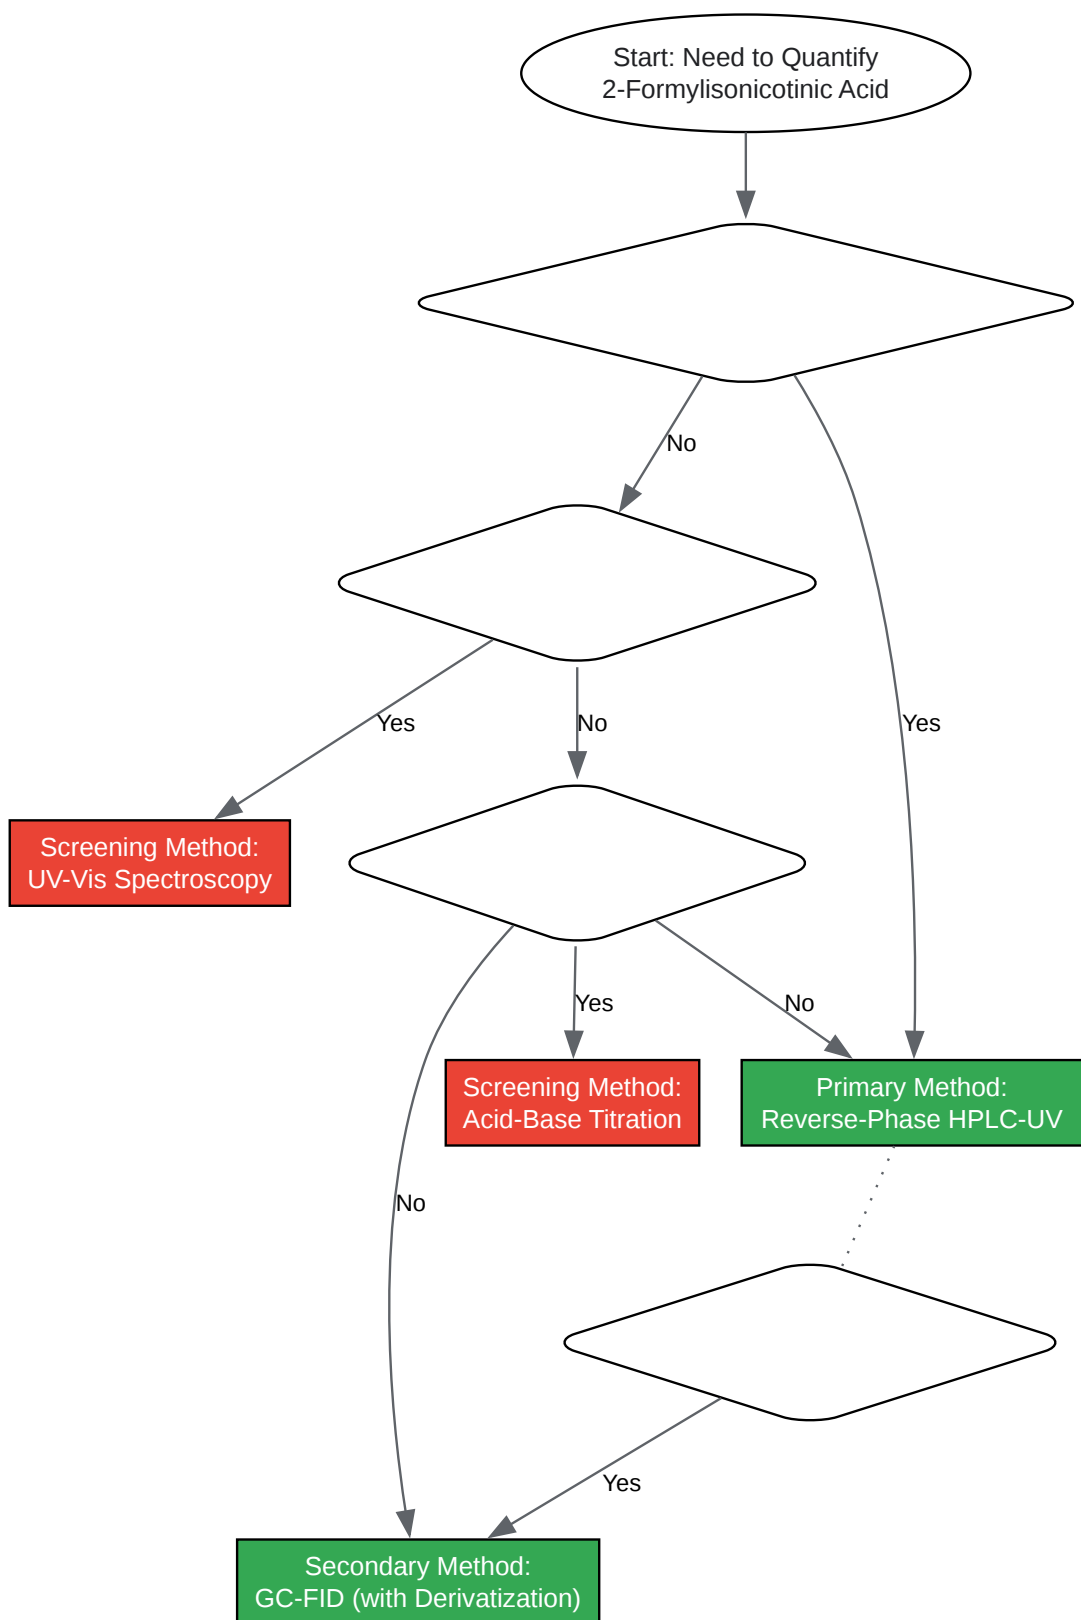 Start: Need to Quantify
2-Formylisonicotinic Acid
No
Yes
No
Yes
Screening Method:
UV-Vis Spectroscopy
Yes
No
Screening Method:
Acid-Base Titration
Primary Method:
Reverse-Phase HPLC-UV
No
Yes
Secondary Method:
GC-FID (with Derivatization)